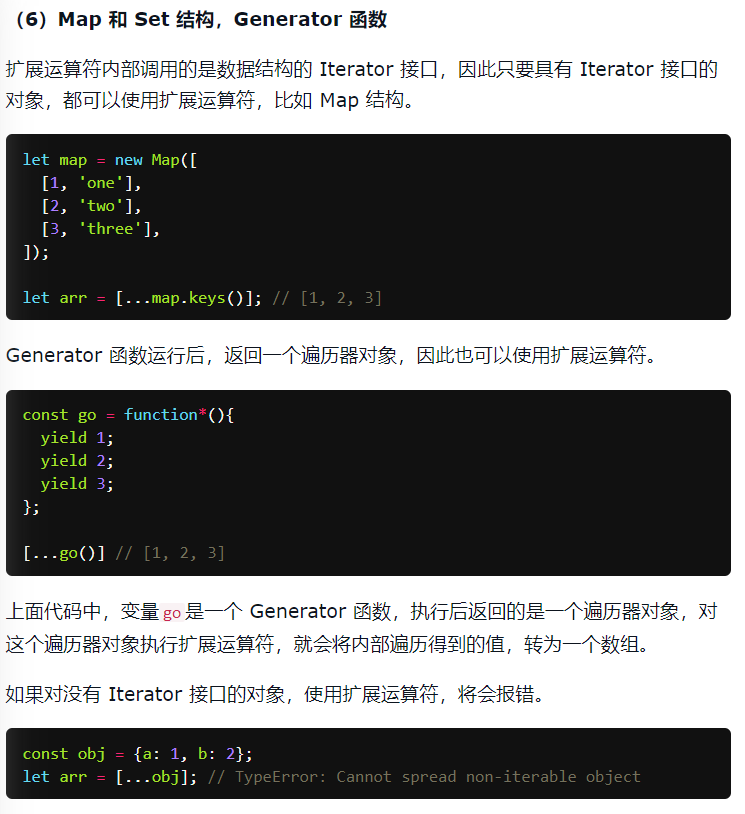 （6）Map 和 Set 结构，Generator 函数
扩展运算符内部调用的是数据结构的 Iterator 接口，因此只要具有 Iterator 接口的
对象，都可以使用扩展运算符，比如 Map 结构。
let map = new Map([
  [1, 'one'],
  [2, 'two'],
  [3, 'three'],
]);
let arr = [...map.keys()]; // [1, 2, 3]
Generator 函数运行后，返回一个遍历器对象，因此也可以使用扩展运算符。
const go = function*(){
  yield 1;
  yield 2;
  yield 3;
};
[...go()] // [1, 2, 3]
上面代码中，变量go是一个 Generator 函数，执行后返回的是一个遍历器对象，对
这个遍历器对象执行扩展运算符，就会将内部遍历得到的值，转为一个数组。
如果对没有 Iterator 接口的对象，使用扩展运算符，将会报错。
const obj = {a: 1, b: 2};
let arr = [...obj]; // TypeError: Cannot spread non-iterable object